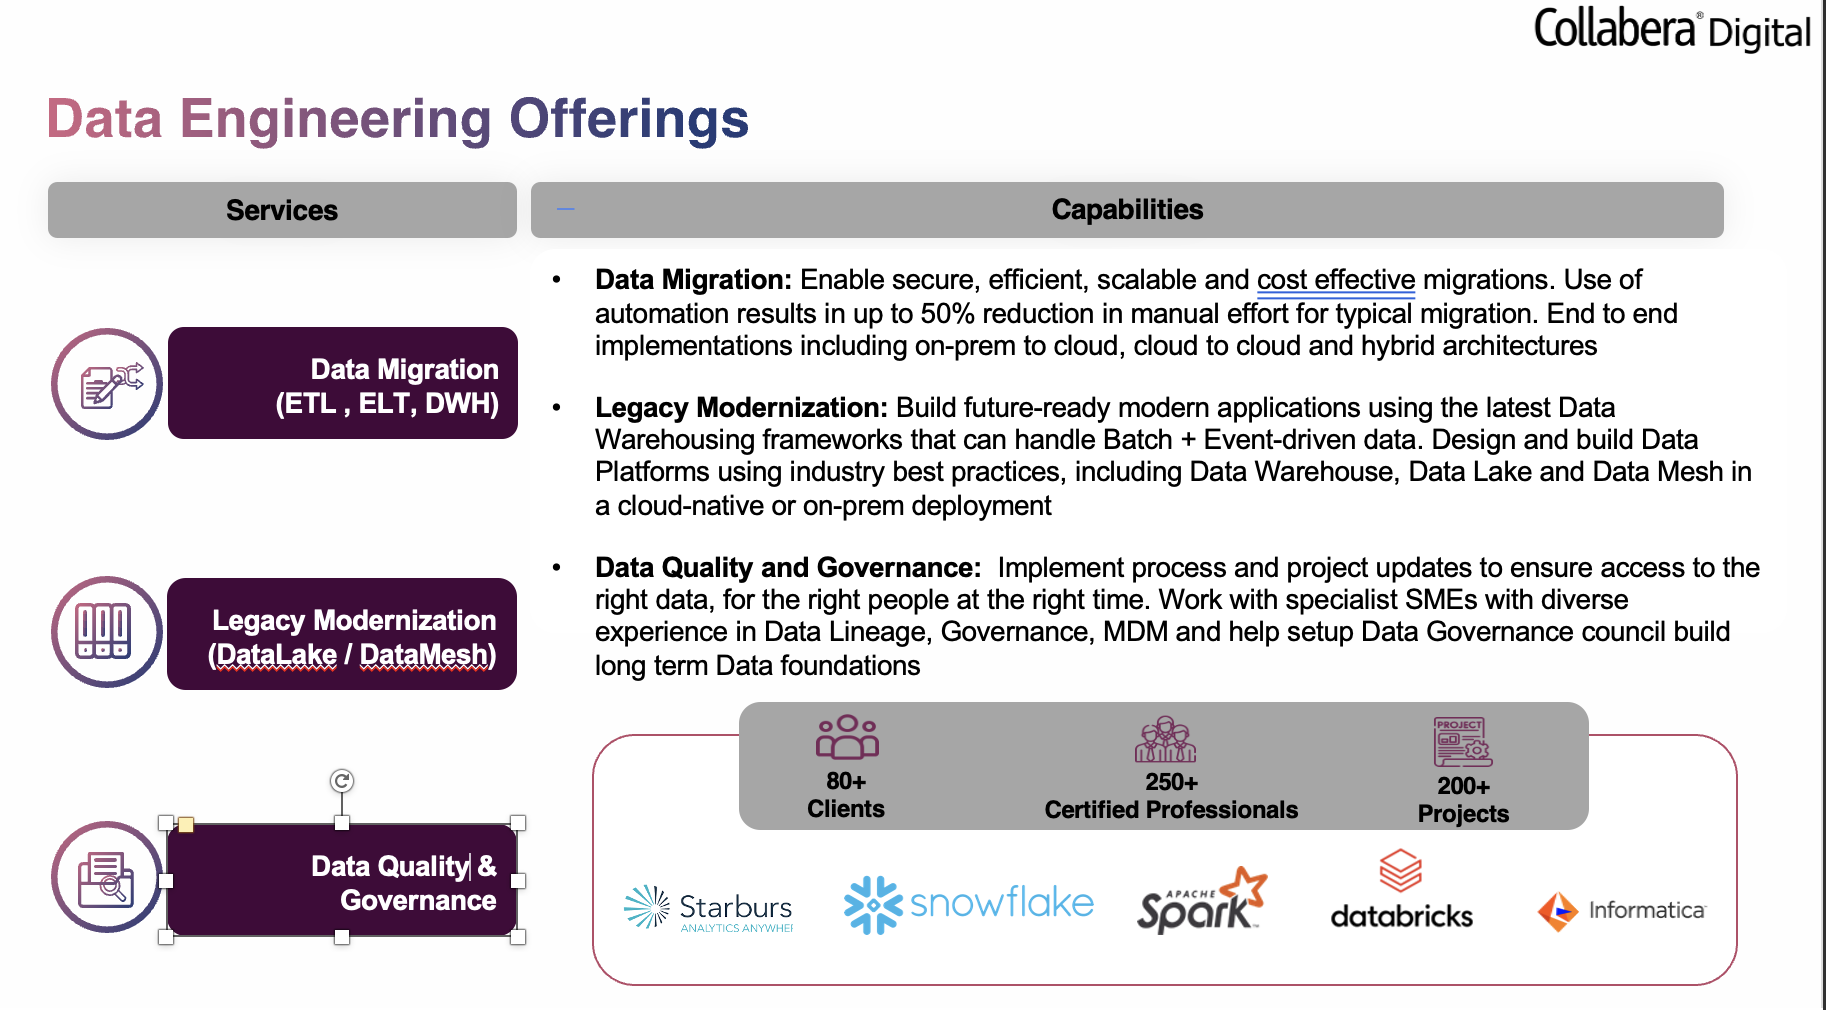 Collabera® Digital
Data Engineering Offerings
Services
Capabilities
Data Migration
(ETL , ELT, DWH)
Legacy Modernization
(DataLake / DataMesh)
Data Quality &
Governance
• Data Migration: Enable secure, efficient, scalable and cost effective migrations. Use of
automation results in up to 50% reduction in manual effort for typical migration. End to end
implementations including on-prem to cloud, cloud to cloud and hybrid architectures
• Legacy Modernization: Build future-ready modern applications using the latest Data
Warehousing frameworks that can handle Batch + Event-driven data. Design and build Data
Platforms using industry best practices, including Data Warehouse, Data Lake and Data Mesh in
a cloud-native or on-prem deployment
• Data Quality and Governance: Implement process and project updates to ensure access to the
right data, for the right people at the right time. Work with specialist SMEs with diverse
experience in Data Lineage, Governance, MDM and help setup Data Governance council build
long term Data foundations
80+
Clients
250+
Certified Professionals
PROJECT
200+
Projects
Starburs
ANALYTICS ANYWHER
snowflake
APACHE
Spark™
databricks
Informatica